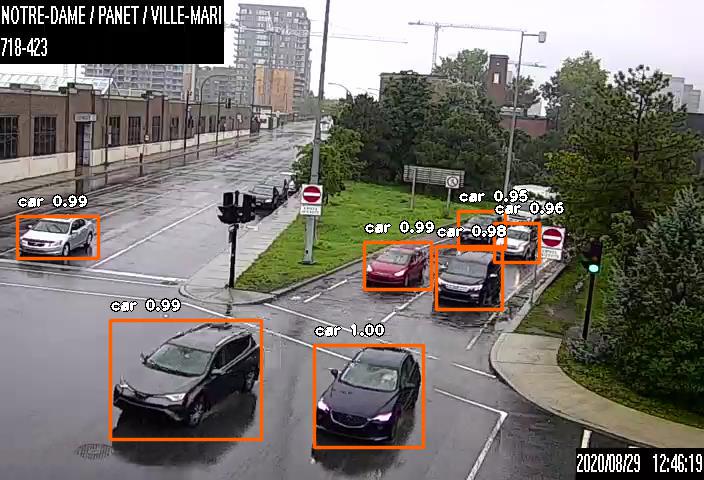 NOTRE-DAME / PANET / VILLE-MARI
718-423
car 0.95
car 0.99
car 0.96
car 0.99
car 0.98
car 0.99
car 1.00
2020/08/29 12:46:19